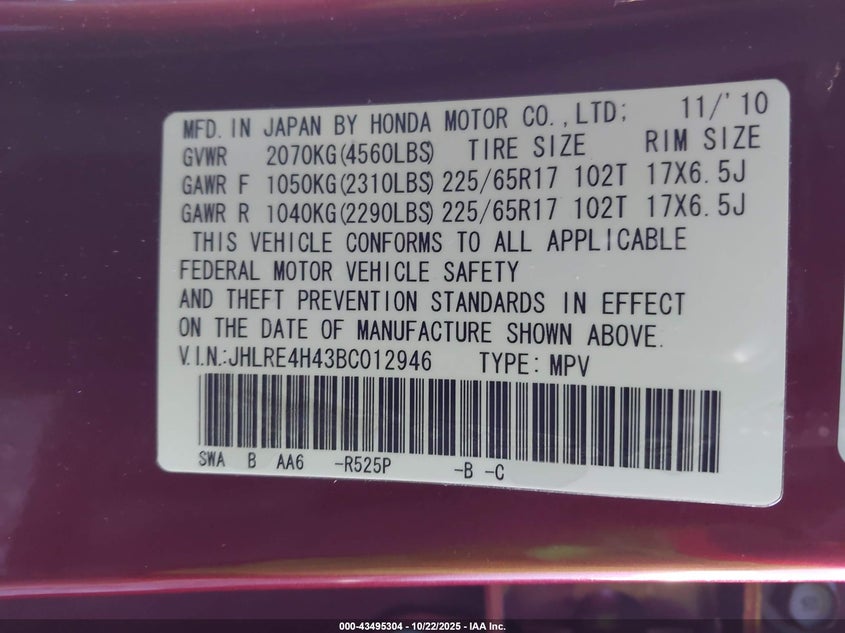 MFD. IN JAPAN BY HONDA MOTOR CO.,LTD; 11/'10
GVWR 2070KG(4560LBS) TIRE SIZE RIM SIZE
GAWR F 1050KG(2310LBS) 225/65R17 102T 17X6.5J
GAWR R 1040KG(2290LBS) 225/65R17 102T 17X6.5J
THIS VEHICLE CONFORMS TO ALL APPLICABLE
FEDERAL MOTOR VEHICLE SAFETY
AND THEFT PREVENTION STANDARDS IN EFFECT
ON THE DATE OF MANUFACTURE SHOWN ABOVE.
V.I.N.:JHLRE4H43BC012946 TYPE: MPV
SWA B AA6 -R525P -B -C
000-43495304 | 10/22/2025 | IAA Inc.